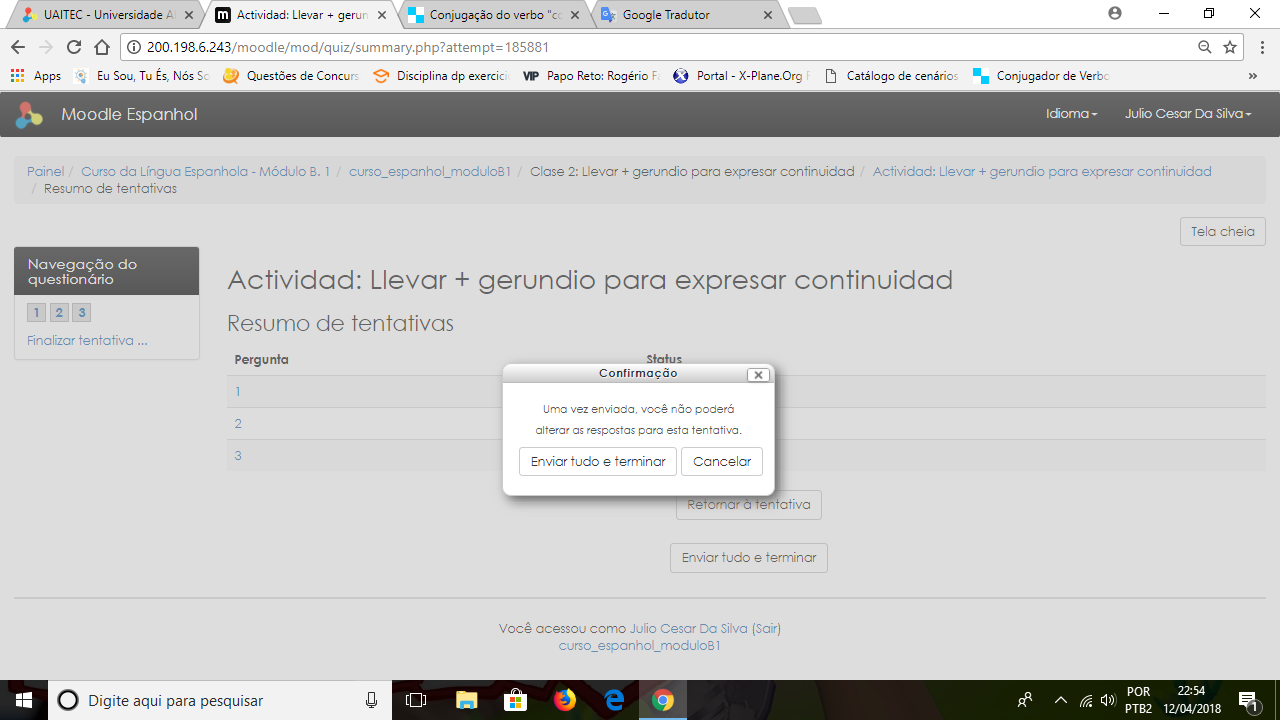 UAITEC - Universidade A
Actividad: Llevar + gerun
Conjugação do verbo "co
Google Tradutor
200.198.6.243/moodle/mod/quiz/summary.php?attempt=185881
Apps
Eu Sou, Tu És, Nós So
Questões de Concurs
Disciplina dp exercici
VIP Papo Reto: Rogério F
Portal - X-Plane.Org F
Catálogo de cenários
Conjugador de Verbo
»
Moodle Espanhol
Idioma
Julio Cesar Da Silva
Painel / Curso da Língua Espanhola - Módulo B. 1 / curso_espanhol_moduloB1 / Clase 2: Llevar + gerundio para expresar continuidad / Actividad: Llevar + gerundio para expresar continuidad
/ Resumo de tentativas
Tela cheia
Navegação do
questionário
1 2 3
Finalizar tentativa ...
Actividad: Llevar + gerundio para expresar continuidad
Resumo de tentativas
Pergunta Status
1
2
3
Confirmação
Uma vez enviada, você não poderá
alterar as respostas para esta tentativa.
Enviar tudo e terminar Cancelar
Retornar à tentativa
Enviar tudo e terminar
Você acessou como Julio Cesar Da Silva (Sair)
curso_espanhol_moduloB1
Digite aqui para pesquisar
POR
PTB2
22:54
12/04/2018
1